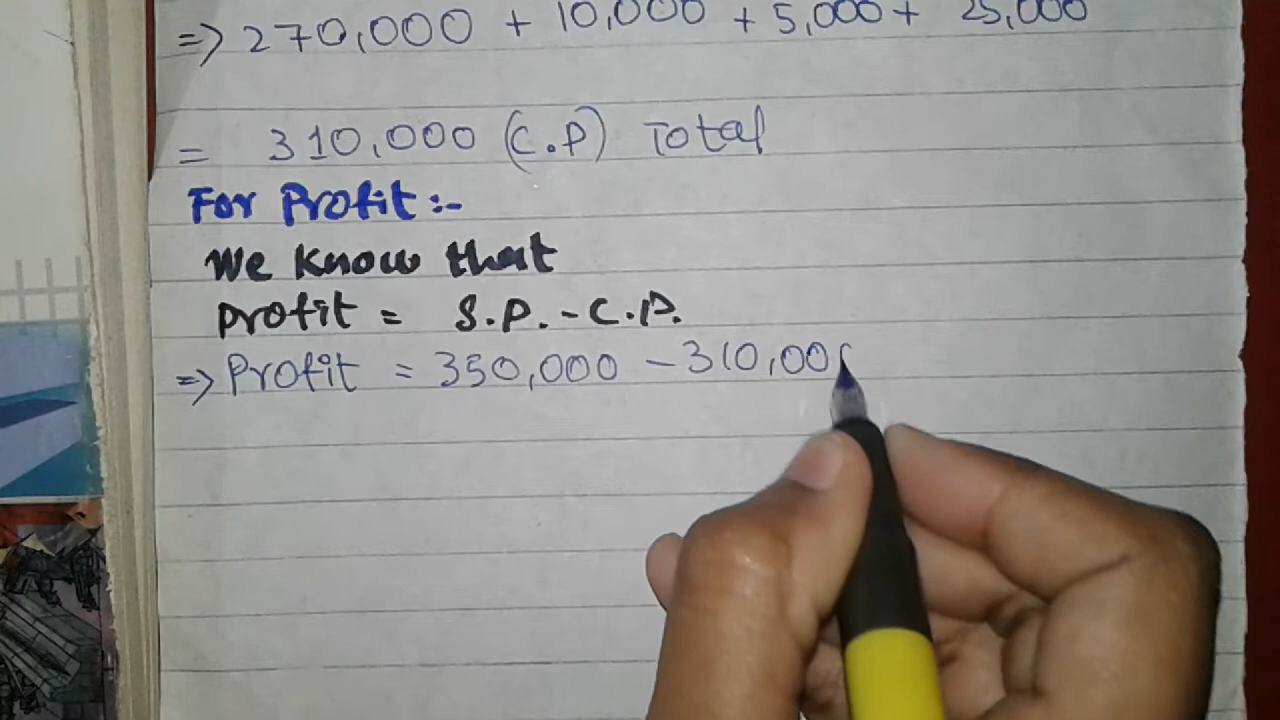 => 270,000 + 10,000 + 5,000 + 25,000
= 310,000 (C.P) Total
For Profit :-
We know that
Profit = S.P. - C.P.
=> Profit = 350,000 - 310,000